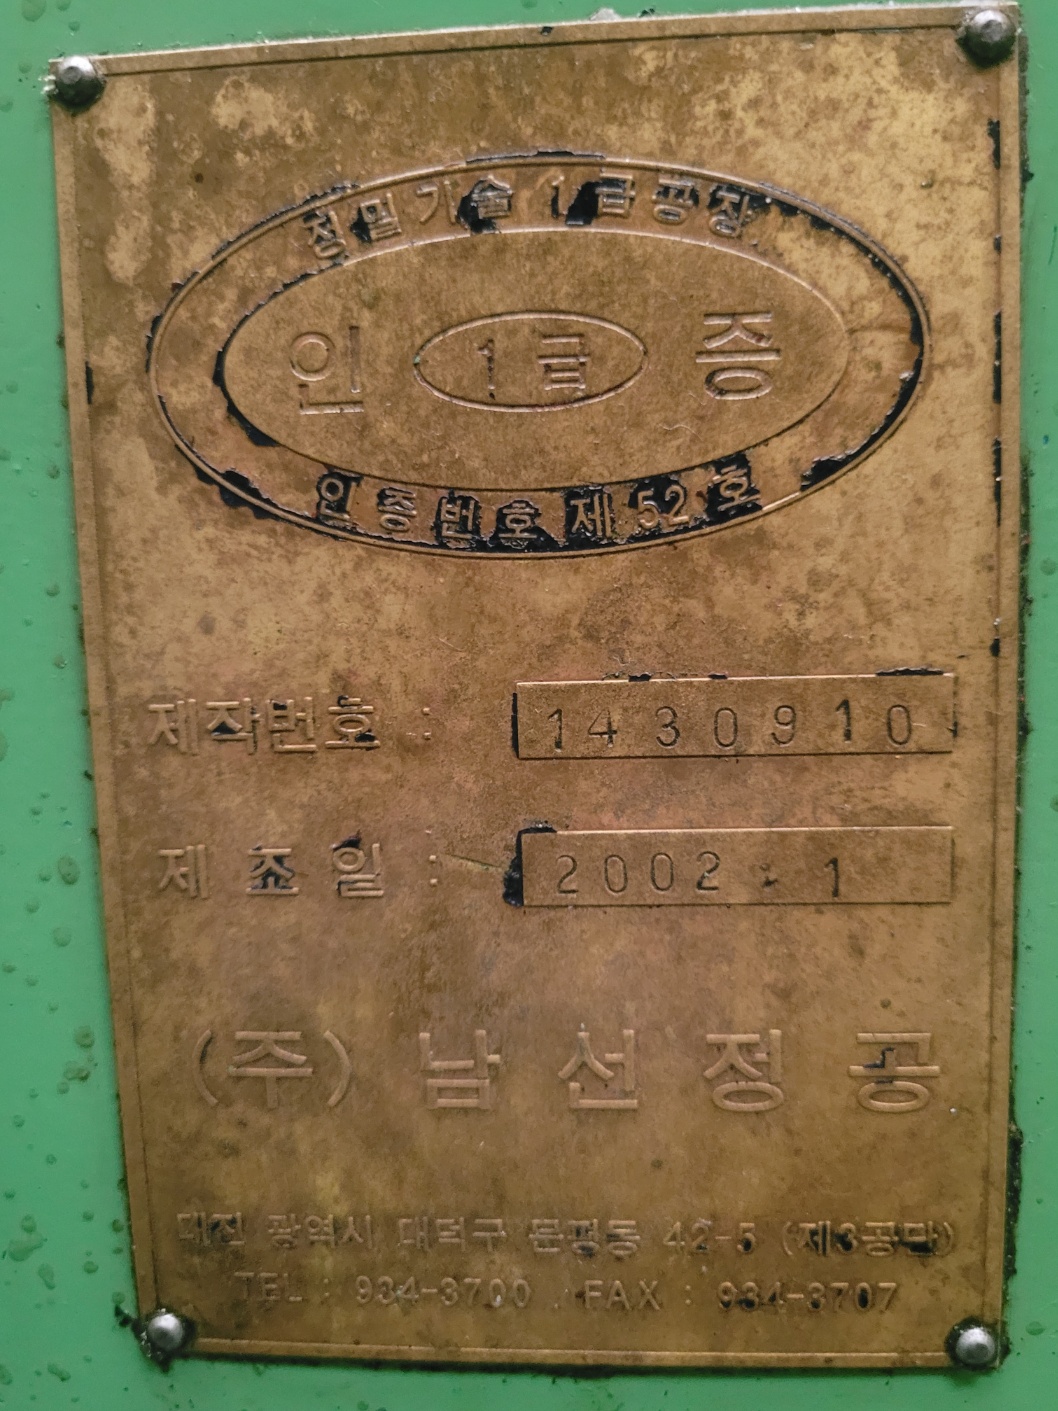 정밀기술 1급공장
인 1급 증
인증번호 제 52 호
제작번호 : 1430910
제 조 일 : 2002 . 1
(주) 남 선 정 공
대전 광역시 대덕구 문평동 42-5 (제3공단)
TEL : 934-3700 FAX : 934-3707